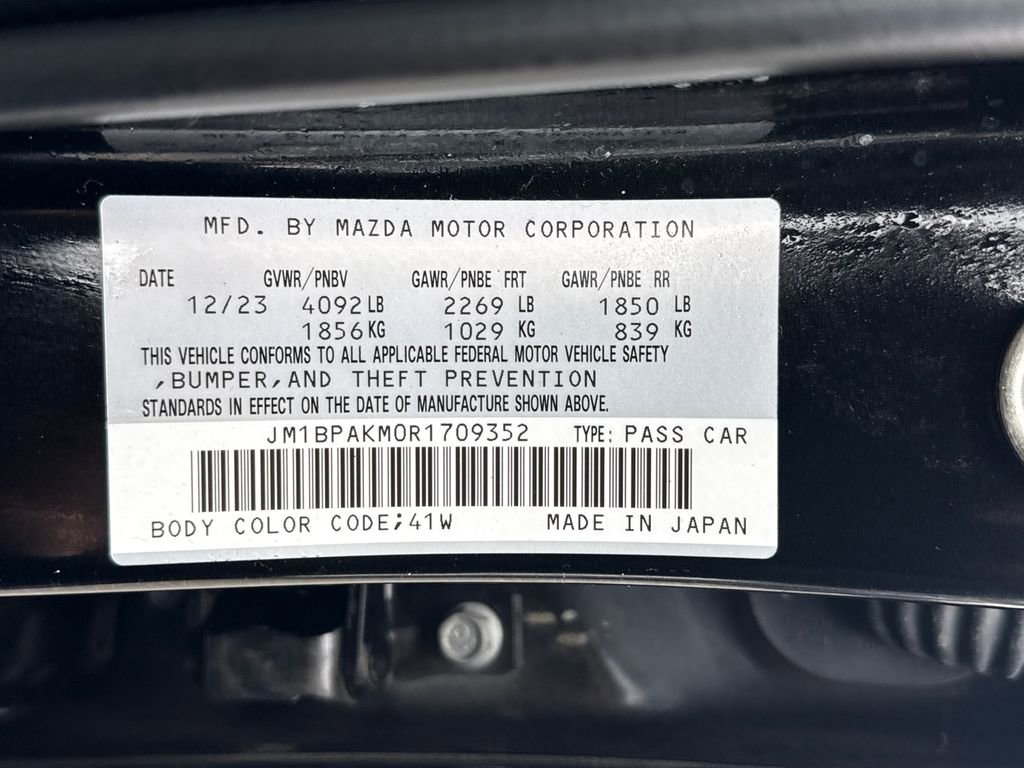 MFD. BY MAZDA MOTOR CORPORATION
DATE GVWR/PNBV GAWR/PNBE FRT GAWR/PNBE RR
12/23 4092 LB 2269 LB 1850 LB
1856 KG 1029 KG 839 KG
THIS VEHICLE CONFORMS TO ALL APPLICABLE FEDERAL MOTOR VEHICLE SAFETY
,BUMPER,AND THEFT PREVENTION
STANDARDS IN EFFECT ON THE DATE OF MANUFACTURE SHOWN ABOVE.
JM1BPAKM0R1709352 TYPE: PASS CAR
BODY COLOR CODE;41W MADE IN JAPAN